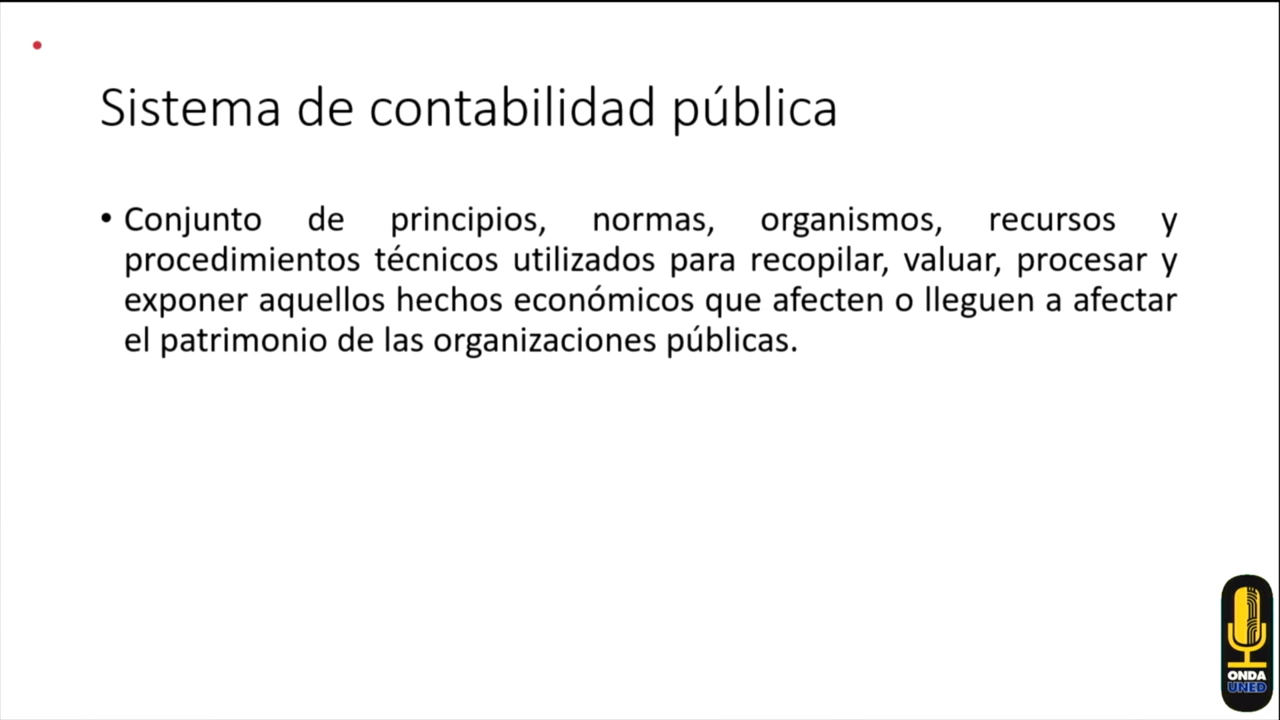 Sistema de contabilidad pública
• Conjunto de principios, normas, organismos, recursos y
procedimientos técnicos utilizados para recopilar, valuar, procesar y
exponer aquellos hechos económicos que afecten o lleguen a afectar
el patrimonio de las organizaciones públicas.
ONDA
UNED